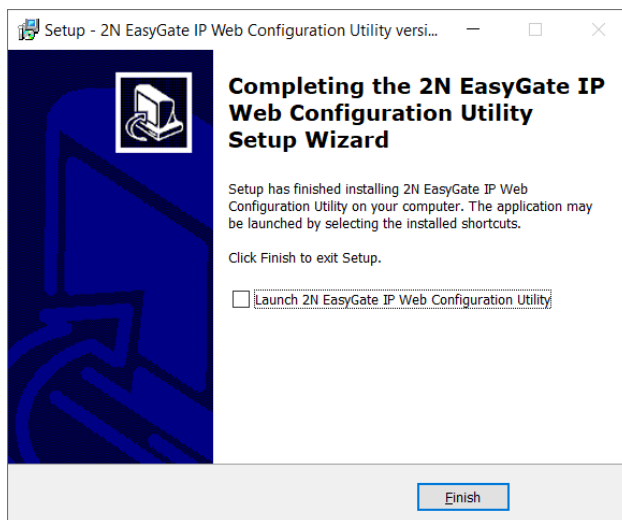 Setup - 2N EasyGate IP Web Configuration Utility versi...
Completing the 2N EasyGate IP
Web Configuration Utility
Setup Wizard
Setup has finished installing 2N EasyGate IP Web
Configuration Utility on your computer. The application may
be launched by selecting the installed shortcuts.
Click Finish to exit Setup.
Launch 2N EasyGate IP Web Configuration Utility
Finish